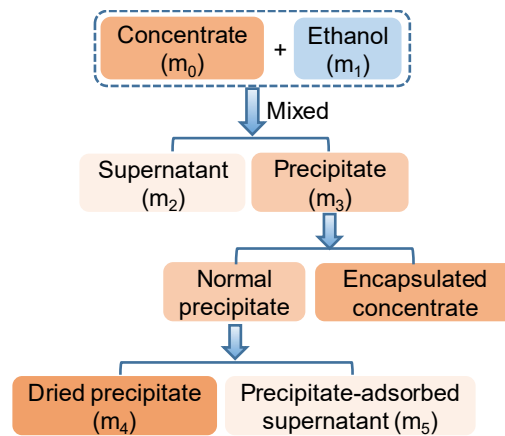 Concentrate
(m₀)
+
Ethanol
(m₁)
Mixed
Supernatant
(m₂)
Precipitate
(m₃)
Normal
precipitate
Encapsulated
concentrate
Dried precipitate
(m₄)
Precipitate-adsorbed
supernatant (m₅)